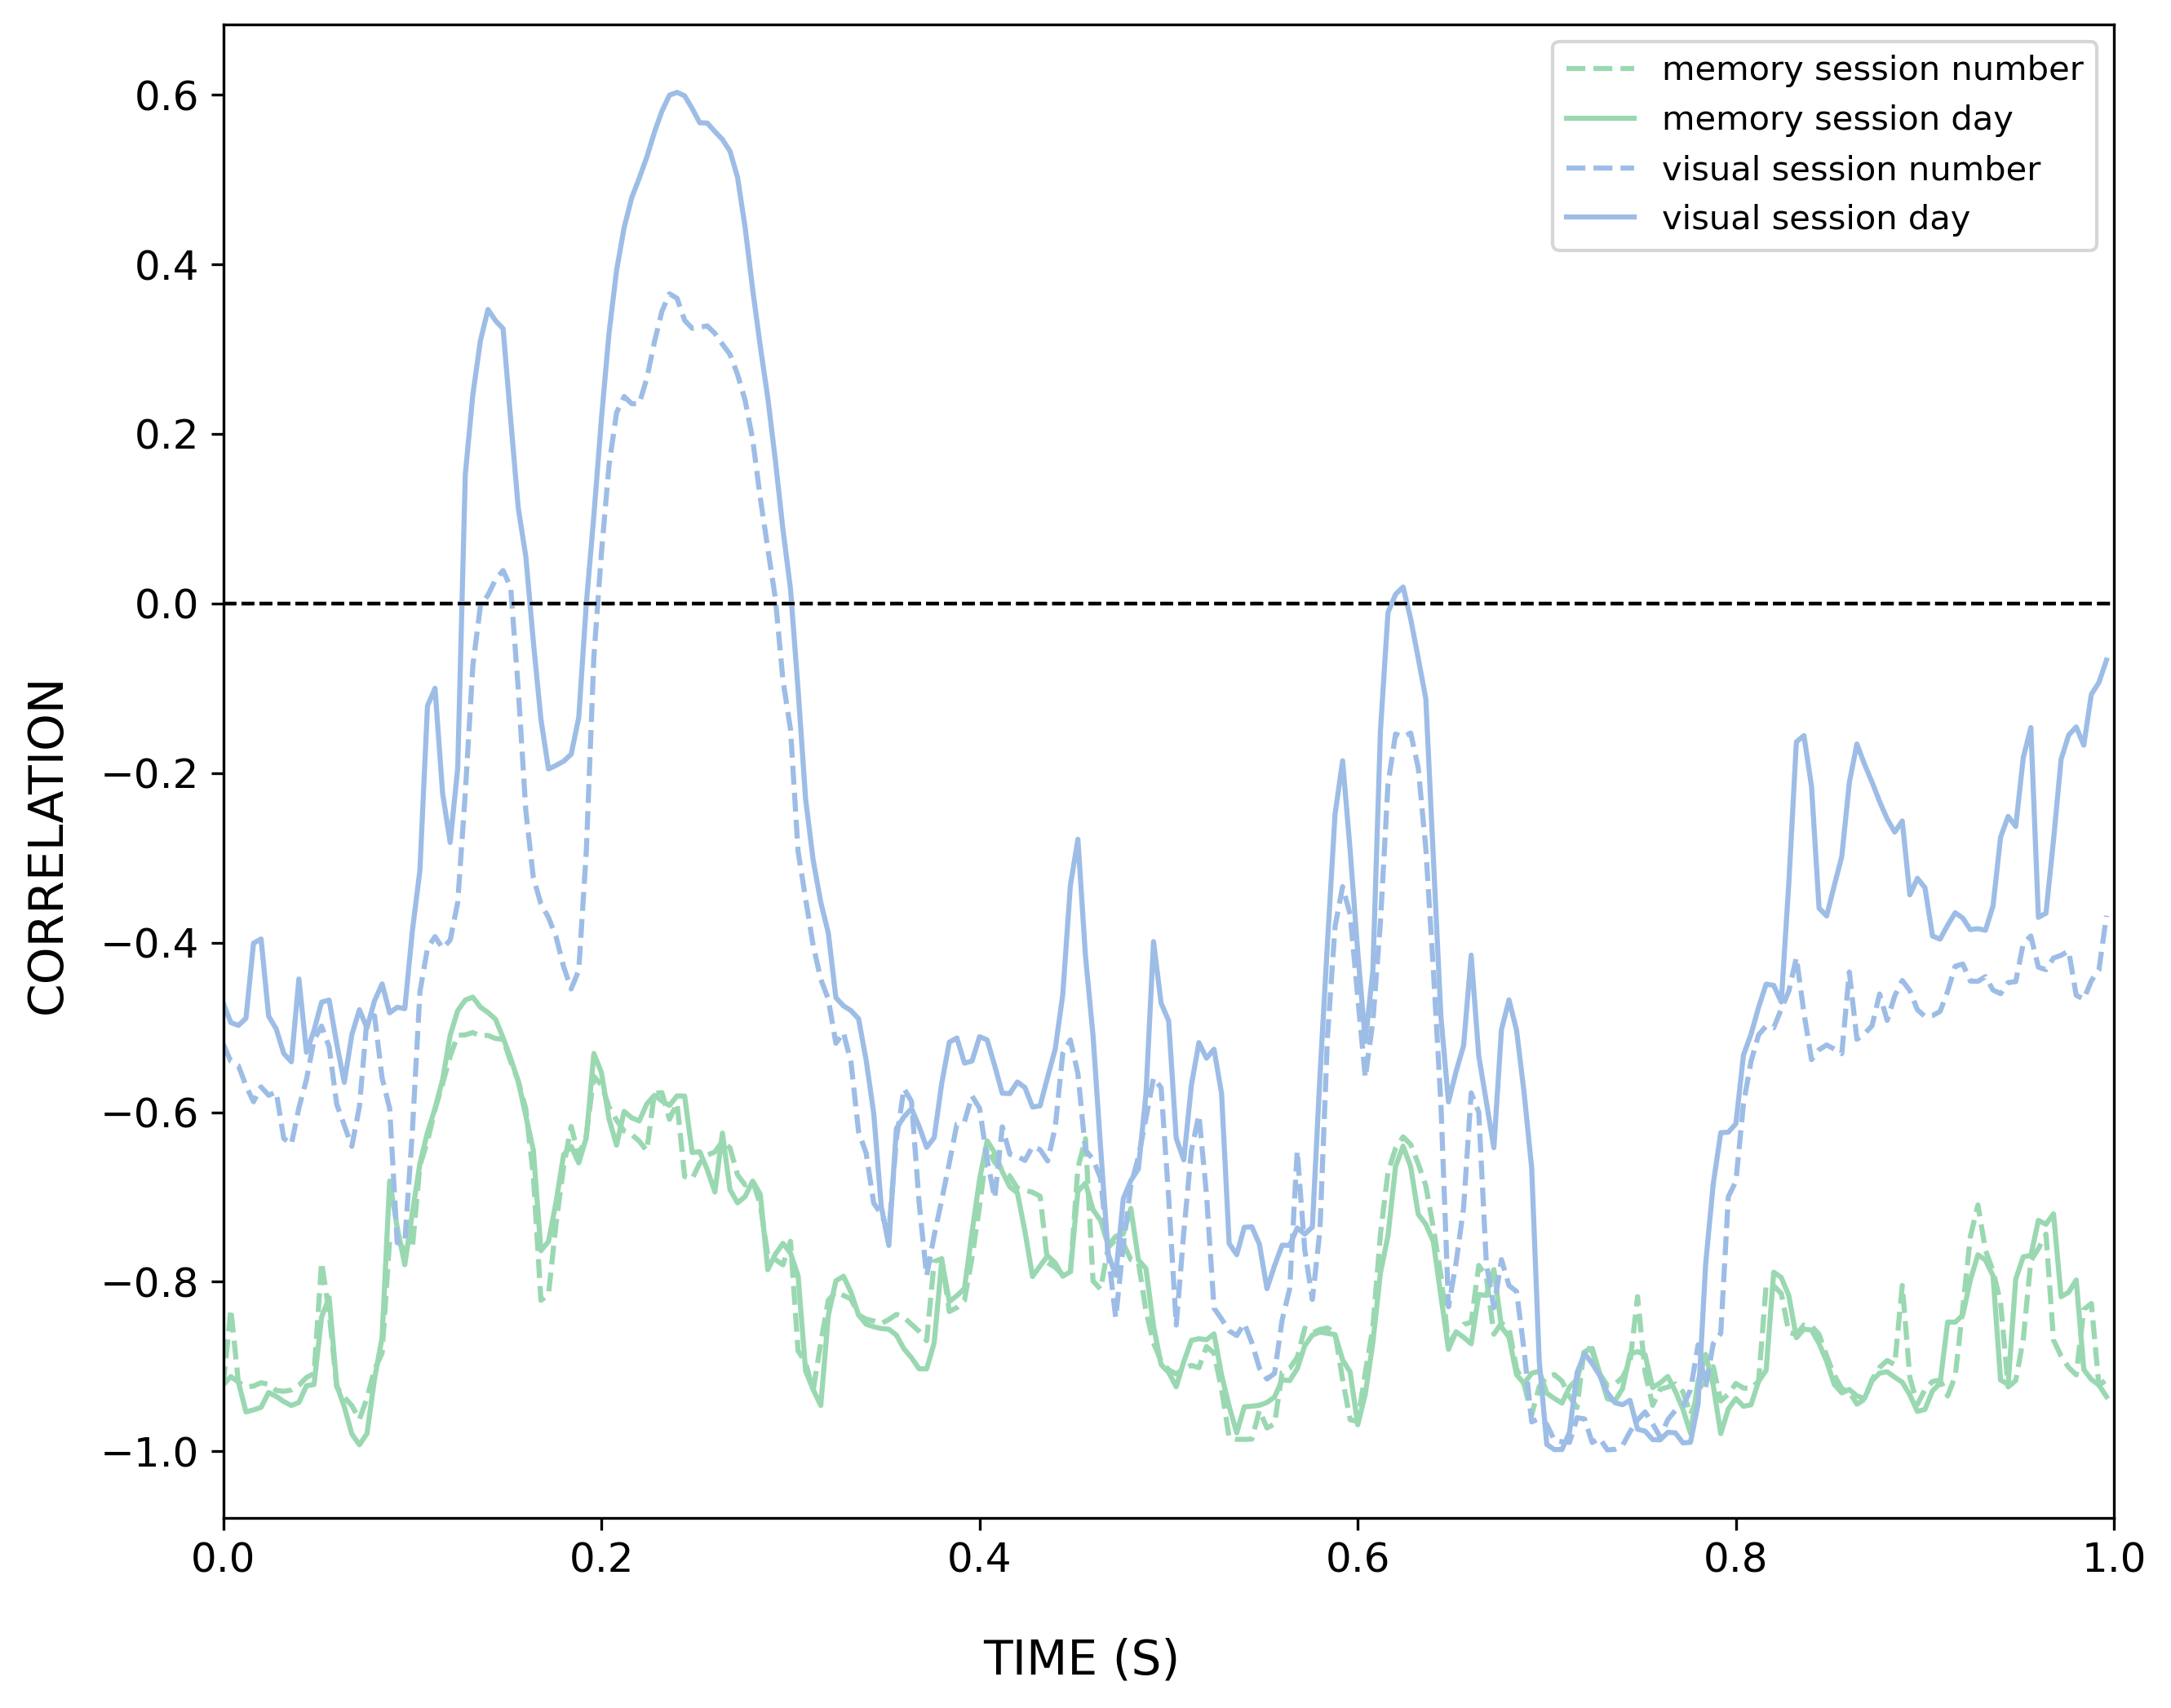 memory session number
memory session day
visual session number
visual session day
0.6
0.4
0.2
0.0
−0.2
−0.4
−0.6
−0.8
−1.0
CORRELATION
0.0 0.2 0.4 0.6 0.8 1.0
TIME (S)